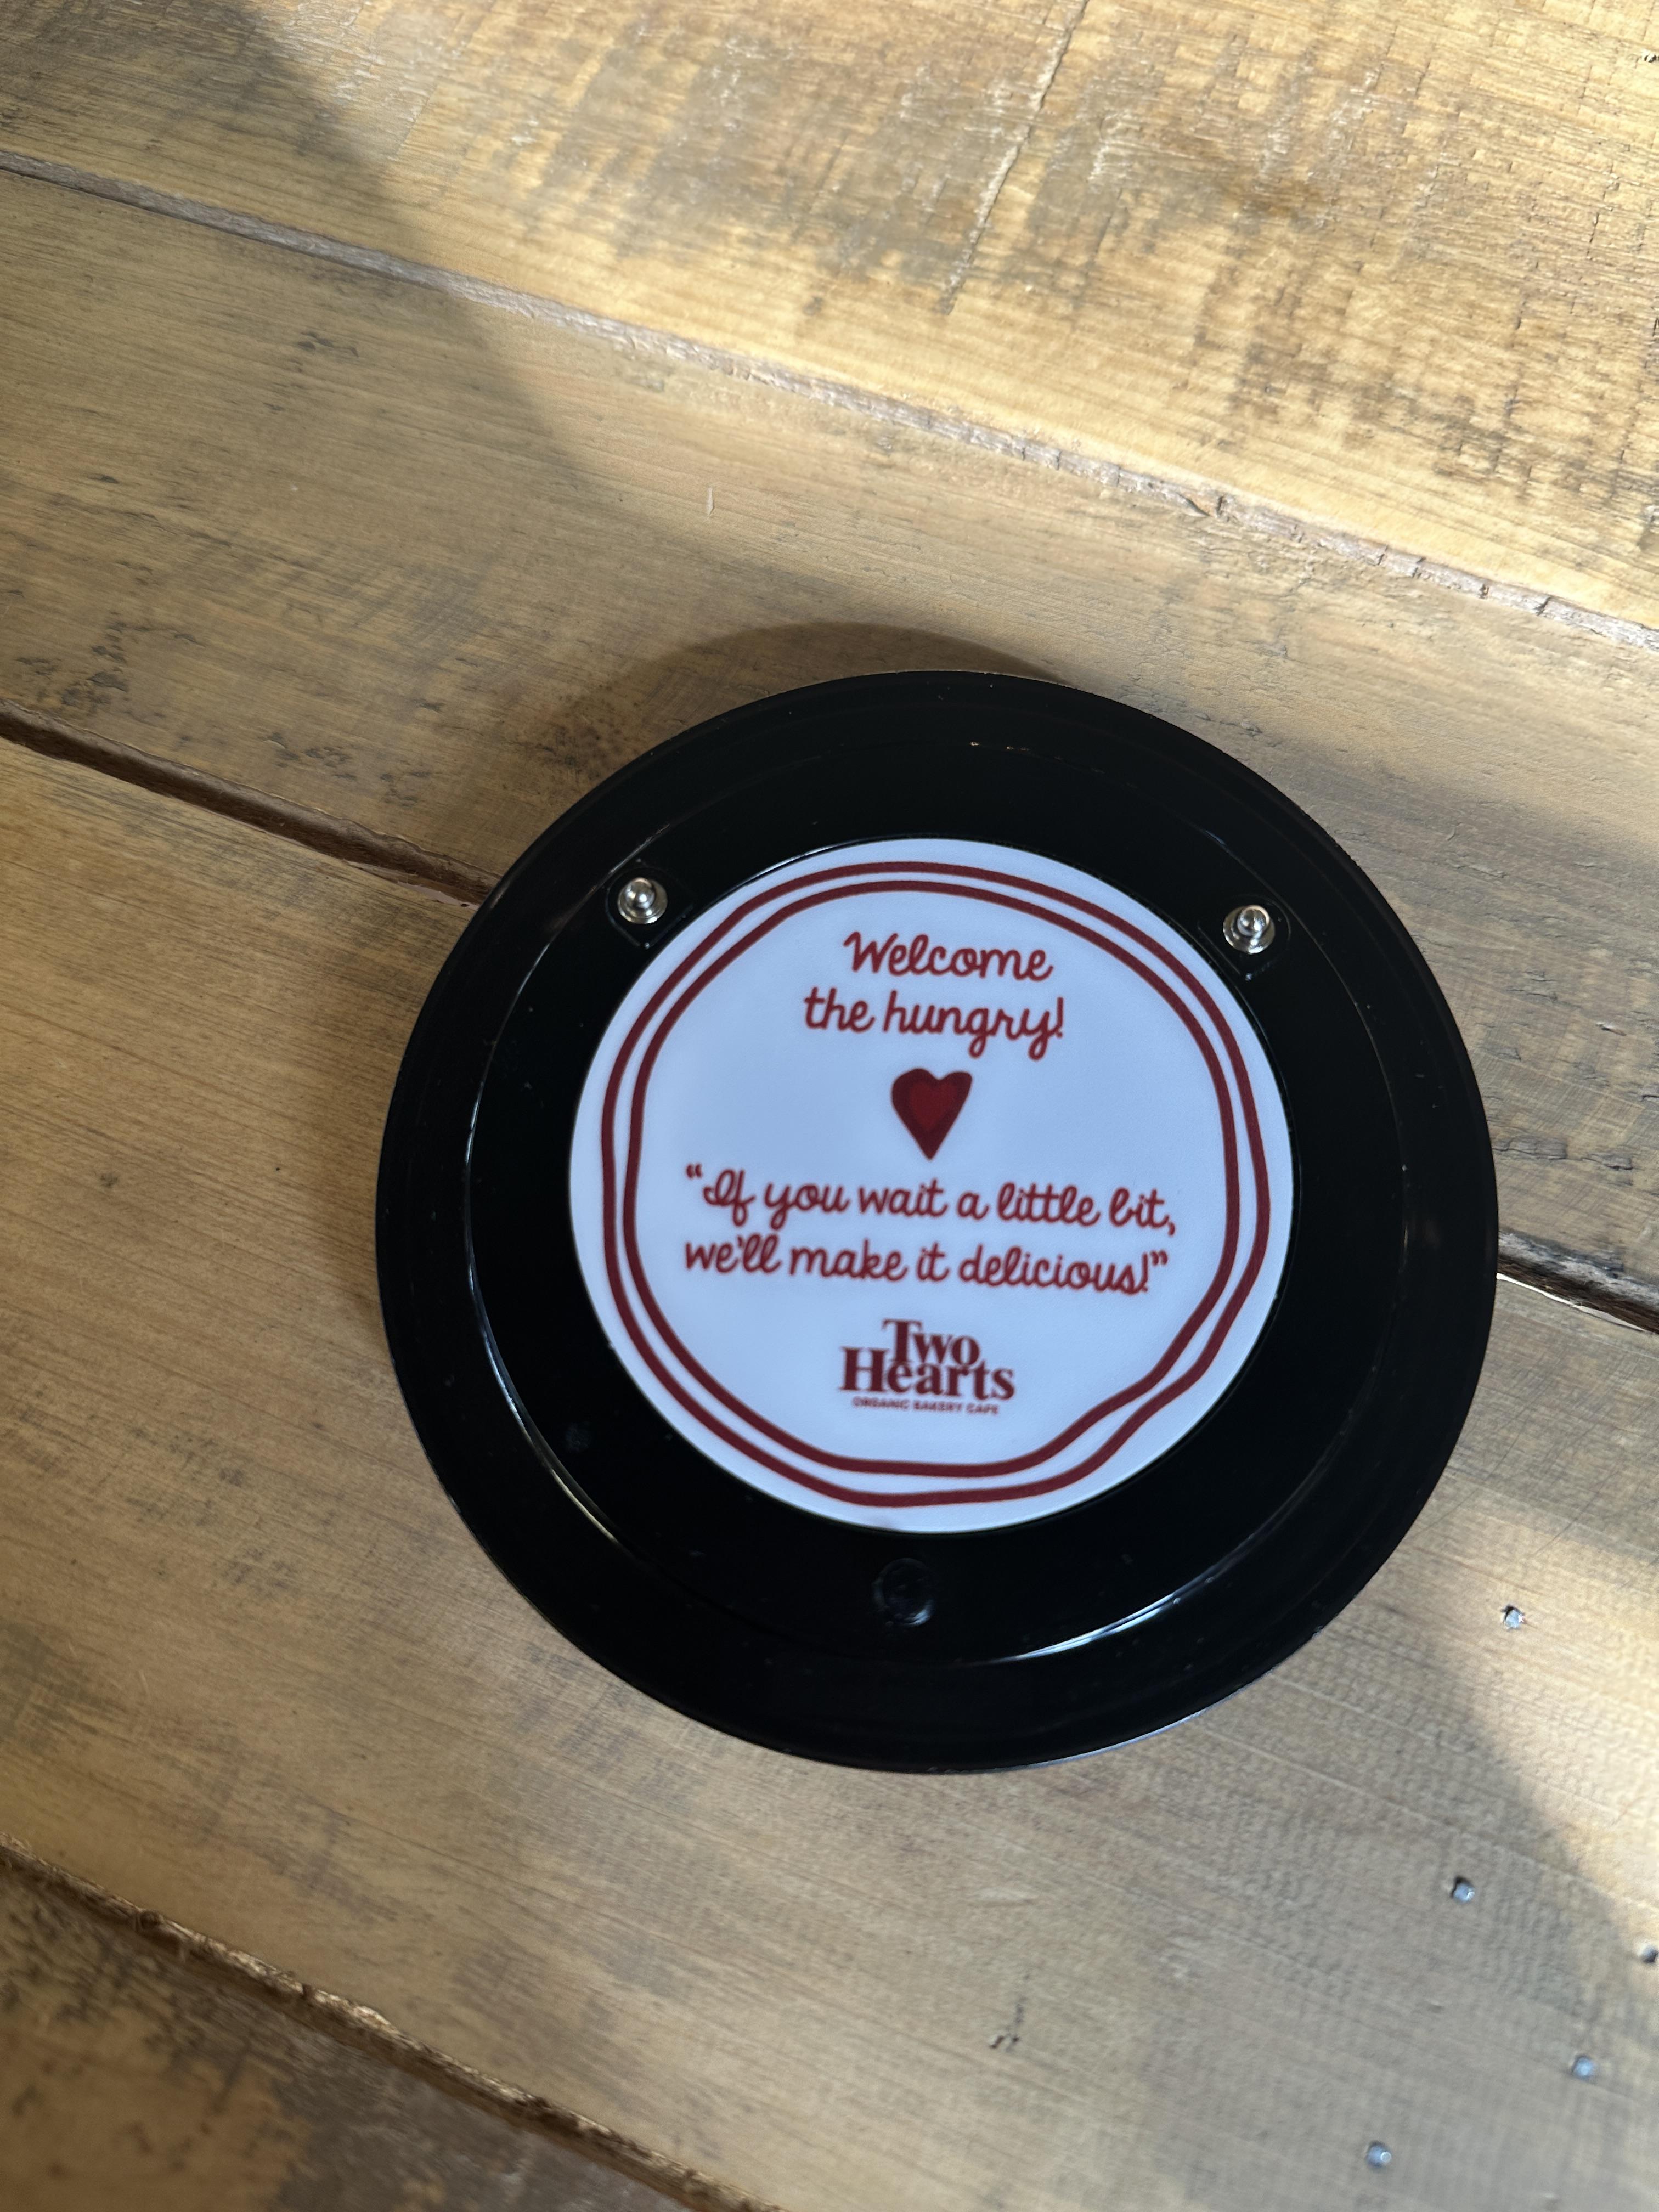 Welcome
the hungry!
“If you wait a little bit,
we'll make it delicious!”
Two
Hearts
ORGANIC BAKERY CAFE